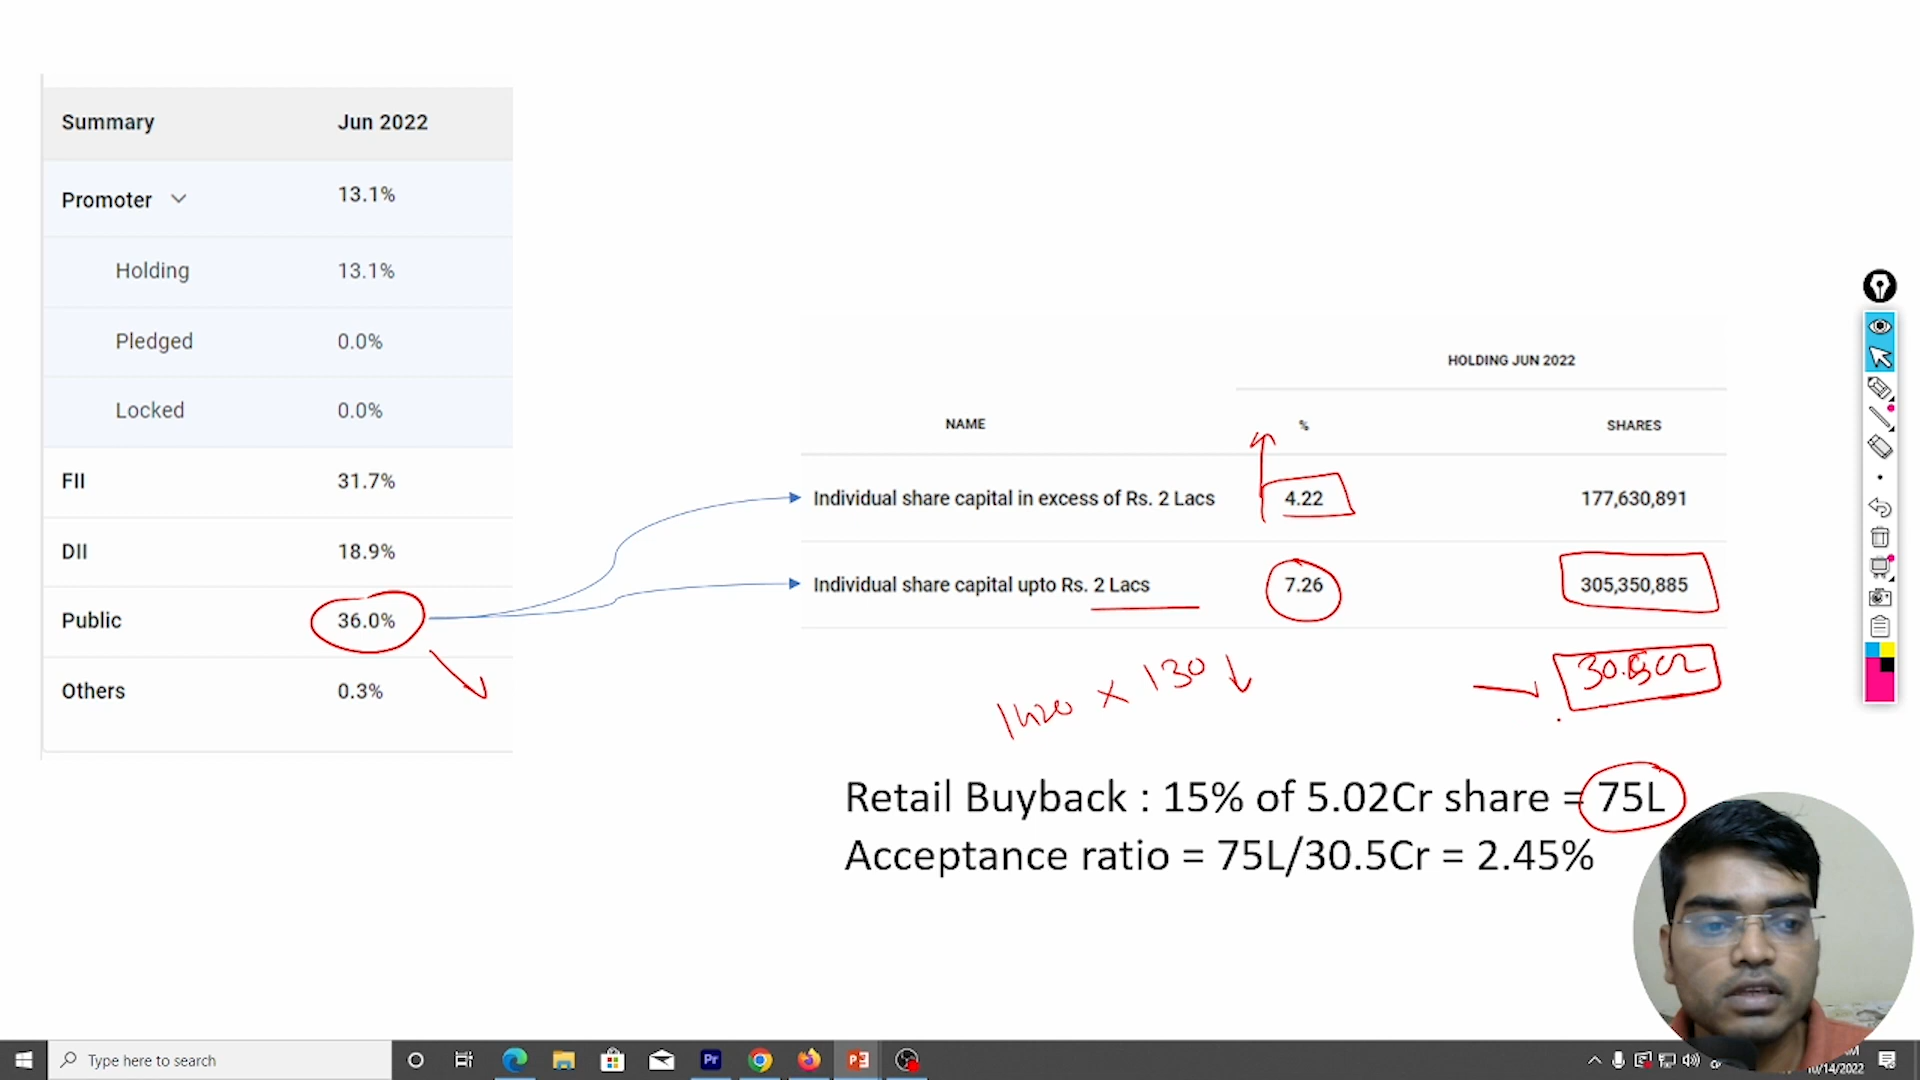 Summary Jun 2022
Promoter 13.1%
Holding 13.1%
Pledged 0.0%
Locked 0.0%
FII 31.7%
DII 18.9%
Public 36.0%
Others 0.3%
HOLDING JUN 2022
NAME % SHARES
Individual share capital in excess of Rs. 2 Lacs 4.22 177,630,891
Individual share capital upto Rs. 2 Lacs 7.26 305,350,885
1420 x 130
Retail Buyback : 15% of 5.02Cr share = 75L
Acceptance ratio = 75L/30.5Cr = 2.45%
Type here to search
Pr
10/14/2022